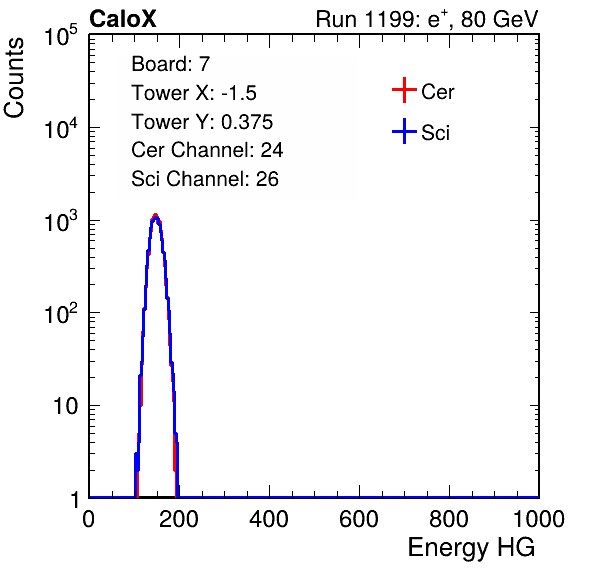 CaloX Run 1199: e⁺, 80 GeV
Counts
10⁵
10⁴
10³
10²
10
1
Board: 7
Tower X: -1.5
Tower Y: 0.375
Cer Channel: 24
Sci Channel: 26
Cer
Sci
0 200 400 600 800 1000
Energy HG